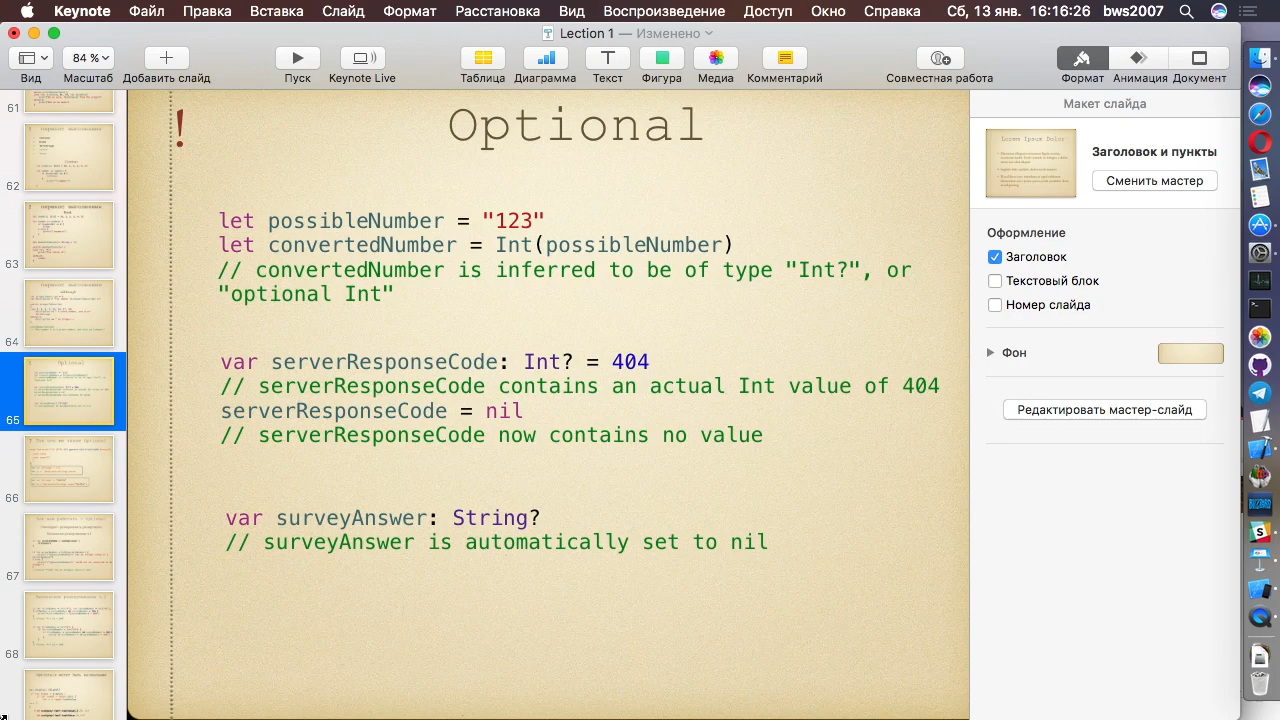 Keynote Файл Правка Вставка Слайд Формат Расстановка Вид Воспроизведение Доступ Окно Справка Сб, 13 янв. 16:16:26 bws2007
Lection 1 — Изменено
84 %
Вид Масштаб Добавить слайд Пуск Keynote Live Таблица Диаграмма Текст Фигура Медиа Комментарий Совместная работа Формат Анимация Документ
61
62
63
64
65
66
67
68
! Optional
let possibleNumber = "123"
let convertedNumber = Int(possibleNumber)
// convertedNumber is inferred to be of type "Int?", or
"optional Int"
var serverResponseCode: Int? = 404
// serverResponseCode contains an actual Int value of 404
serverResponseCode = nil
// serverResponseCode now contains no value
var surveyAnswer: String?
// surveyAnswer is automatically set to nil
Макет слайда
Lorem Ipsum Dolor
Заголовок и пункты
Сменить мастер
Оформление
Заголовок
Текстовый блок
Номер слайда
Фон
Редактировать мастер-слайд